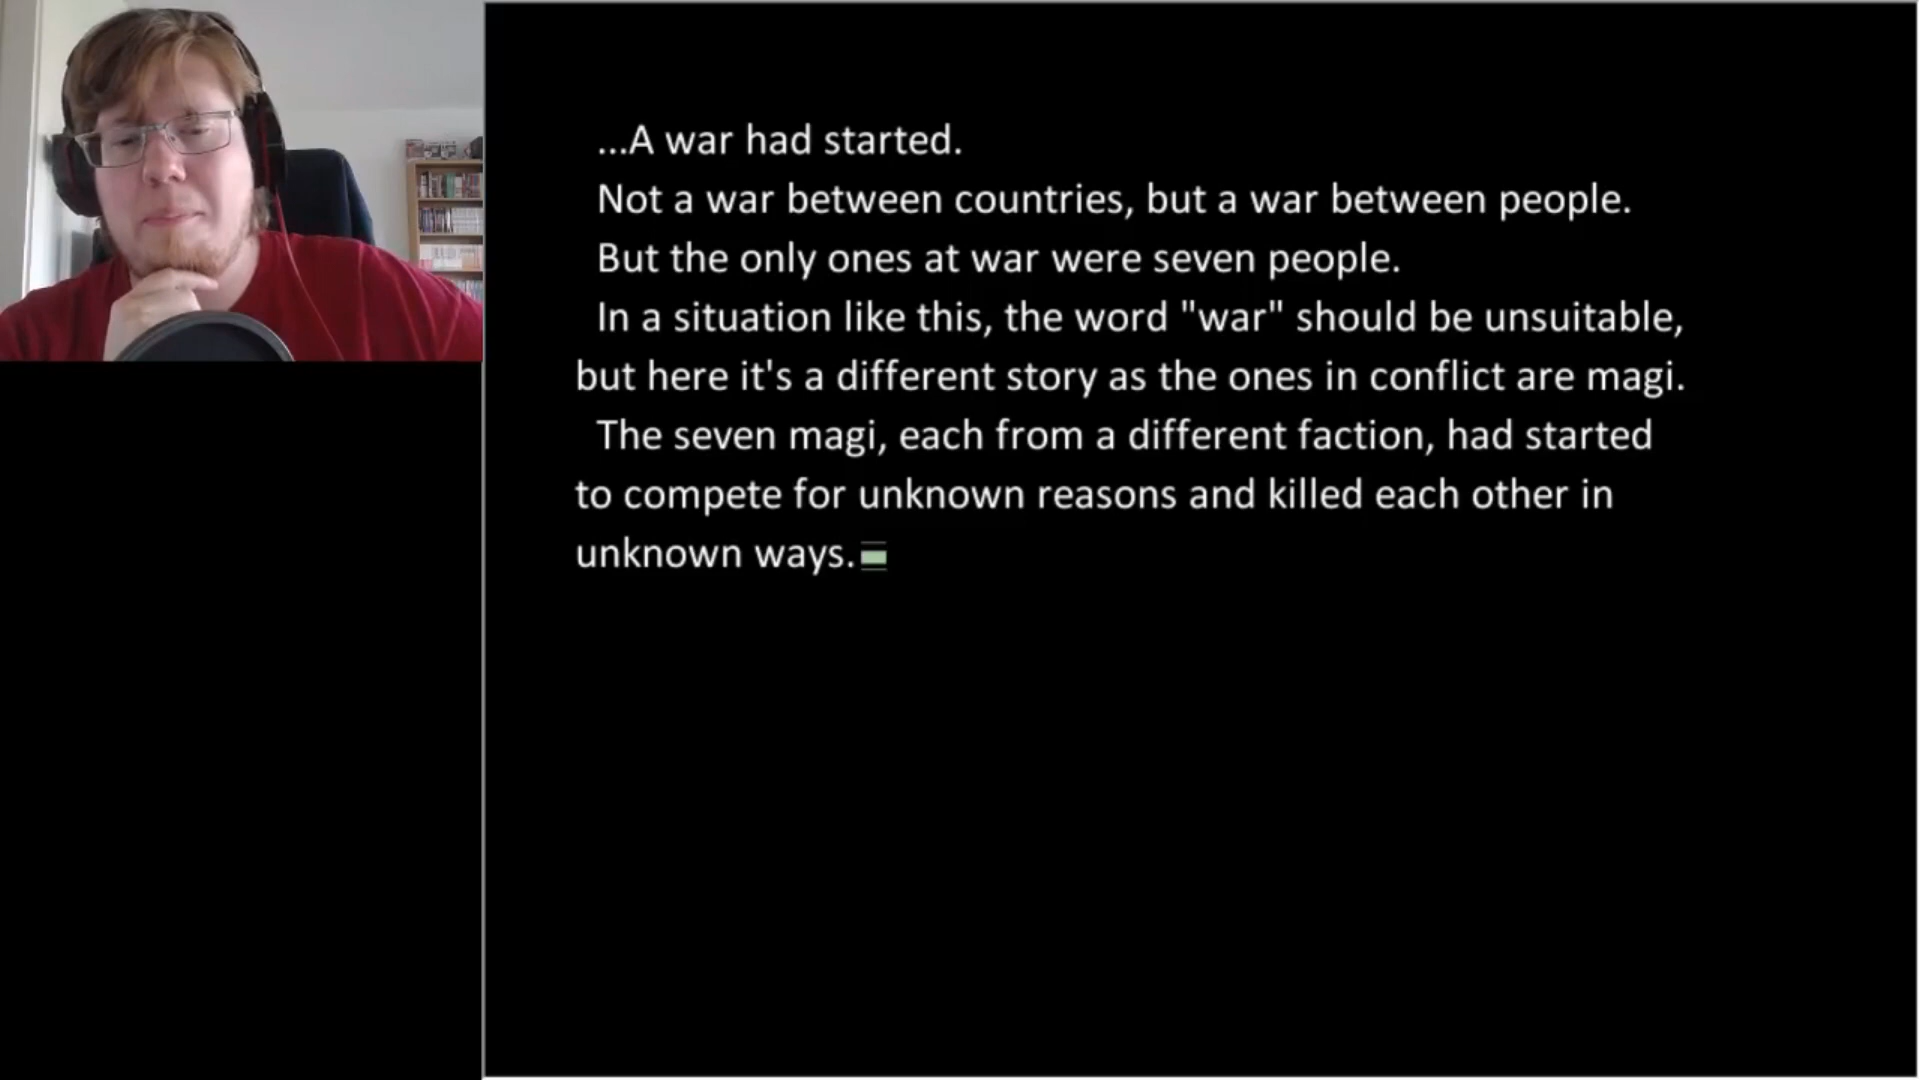 ...A war had started.
Not a war between countries, but a war between people.
But the only ones at war were seven people.
In a situation like this, the word "war" should be unsuitable,
but here it's a different story as the ones in conflict are magi.
The seven magi, each from a different faction, had started
to compete for unknown reasons and killed each other in
unknown ways.